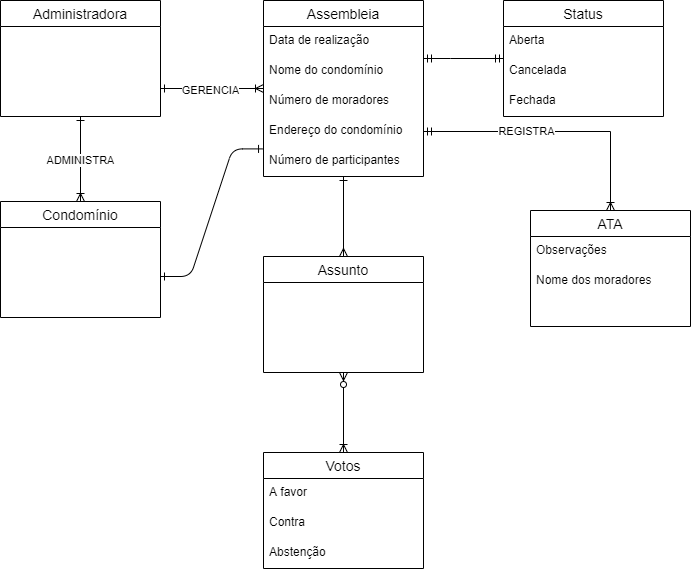 Administradora
Assembleia
Data de realização
Nome do condomínio
Número de moradores
Endereço do condomínio
Número de participantes
Status
Aberta
Cancelada
Fechada
GERENCIA
ADMINISTRA
REGISTRA
Condomínio
ATA
Observações
Nome dos moradores
Assunto
Votos
A favor
Contra
Abstenção